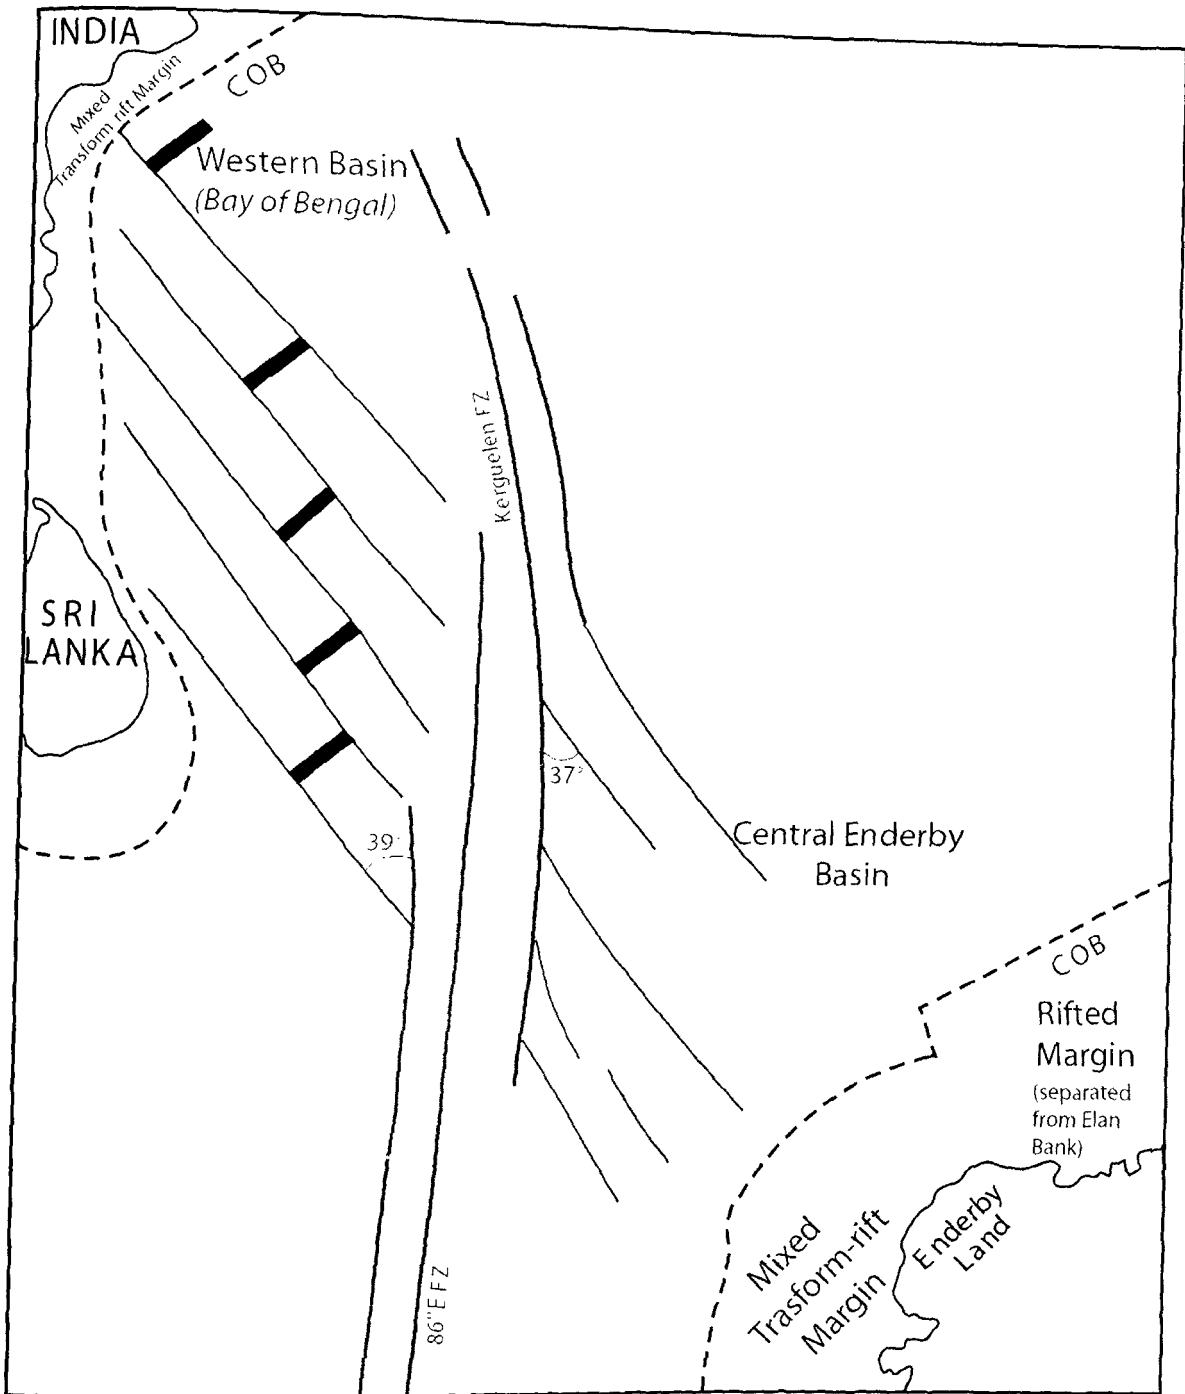 INDIA
Mixed
Transform rift Margin
COB
Western Basin
(Bay of Bengal)
Kerguelen FZ
SRI
LANKA
37°
39°
Central Enderby
Basin
COB
Rifted
Margin
(separated
from Elan
Bank)
Enderby
Land
Mixed
Trasform-rift
Margin
86°E FZ